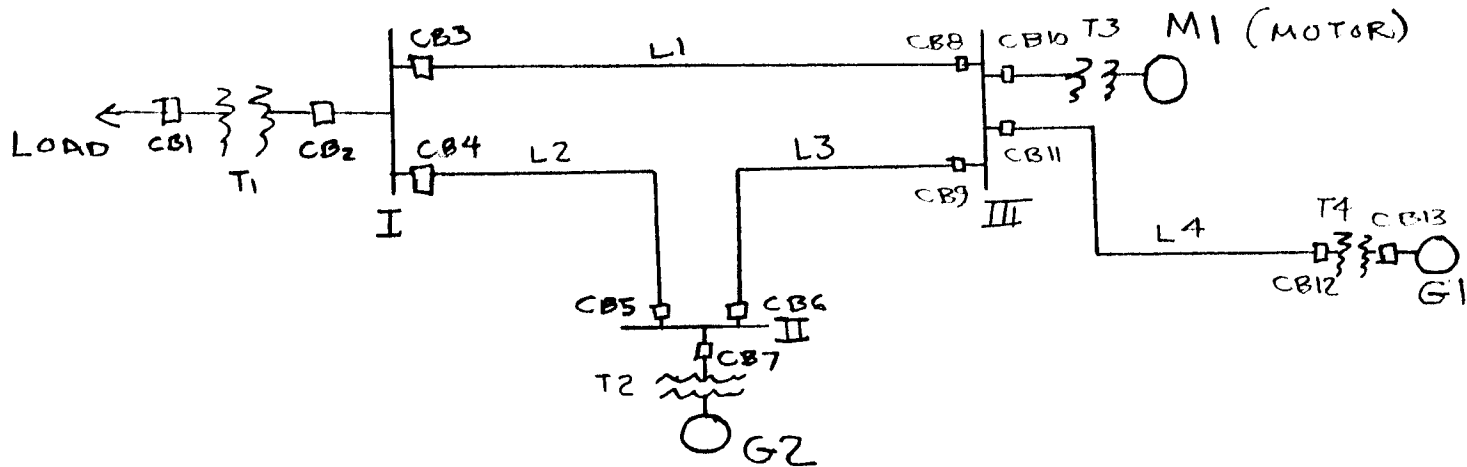 CB3
L1
CB8
CB10
T3
M1 (MOTOR)
LOAD
CB1
T1
CB2
CB4
L2
L3
CB9
CB11
I
III
L4
T4
CB13
CB12
G1
CB5
CB6
II
CB7
T2
G2